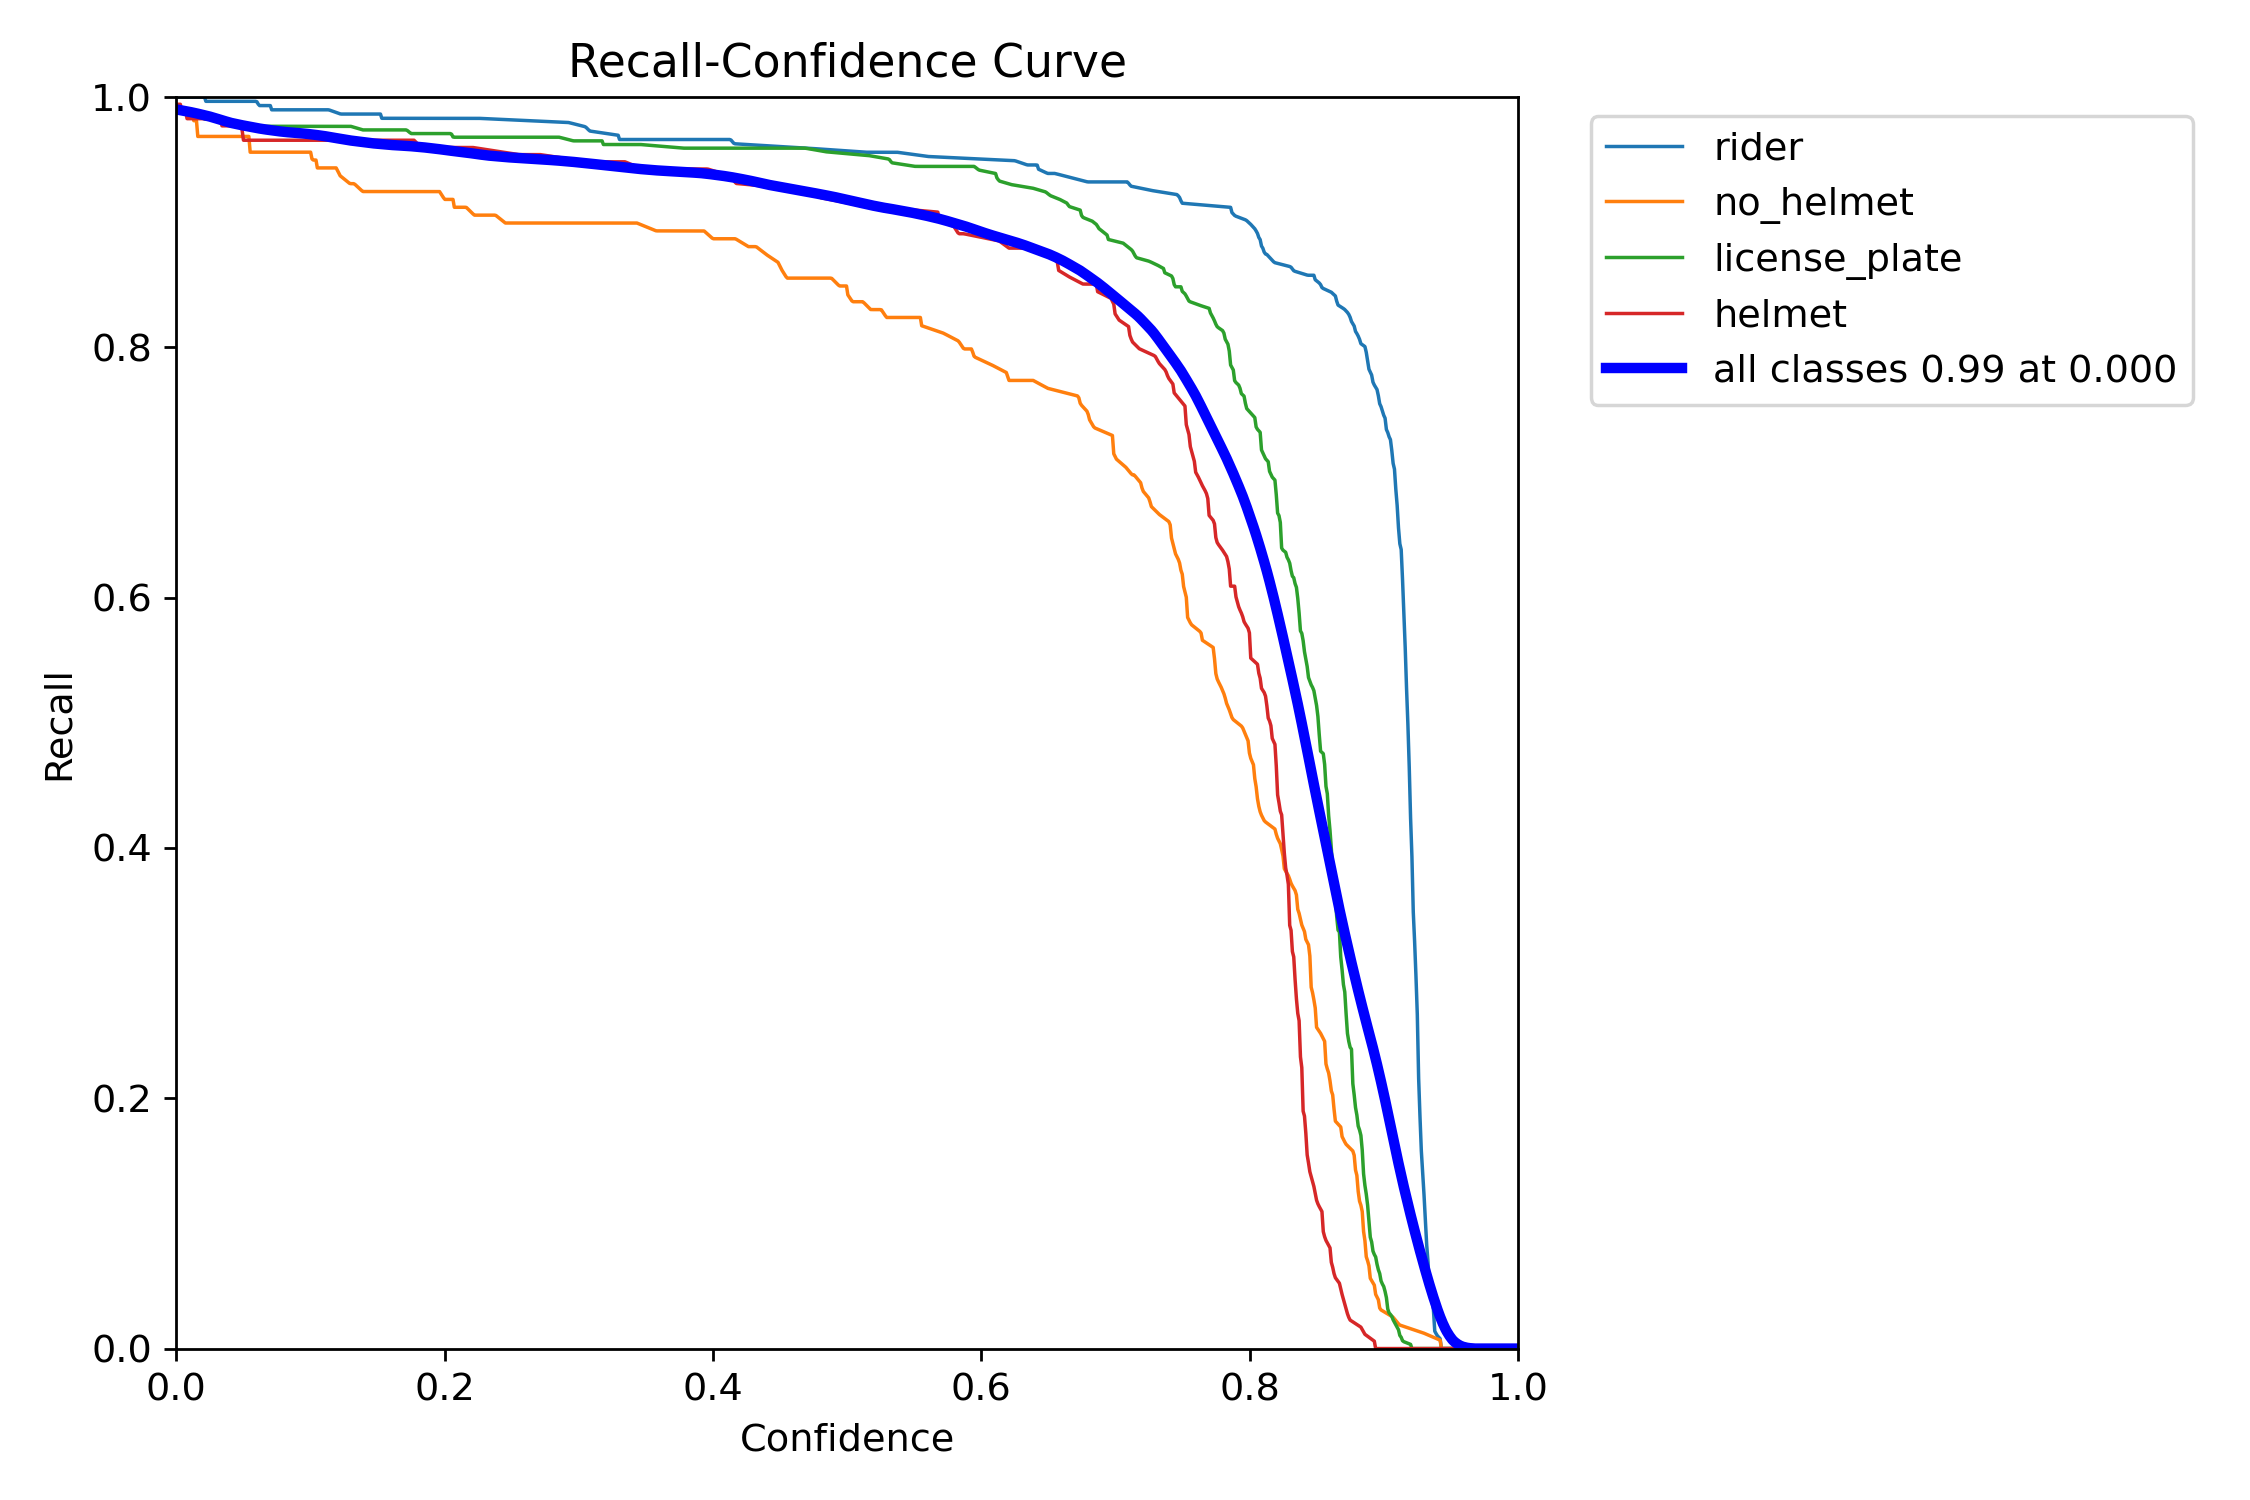 Recall-Confidence Curve
1.0
0.8
0.6
0.4
0.2
0.0
Recall
0.0 0.2 0.4 0.6 0.8 1.0
Confidence
rider
no_helmet
license_plate
helmet
all classes 0.99 at 0.000